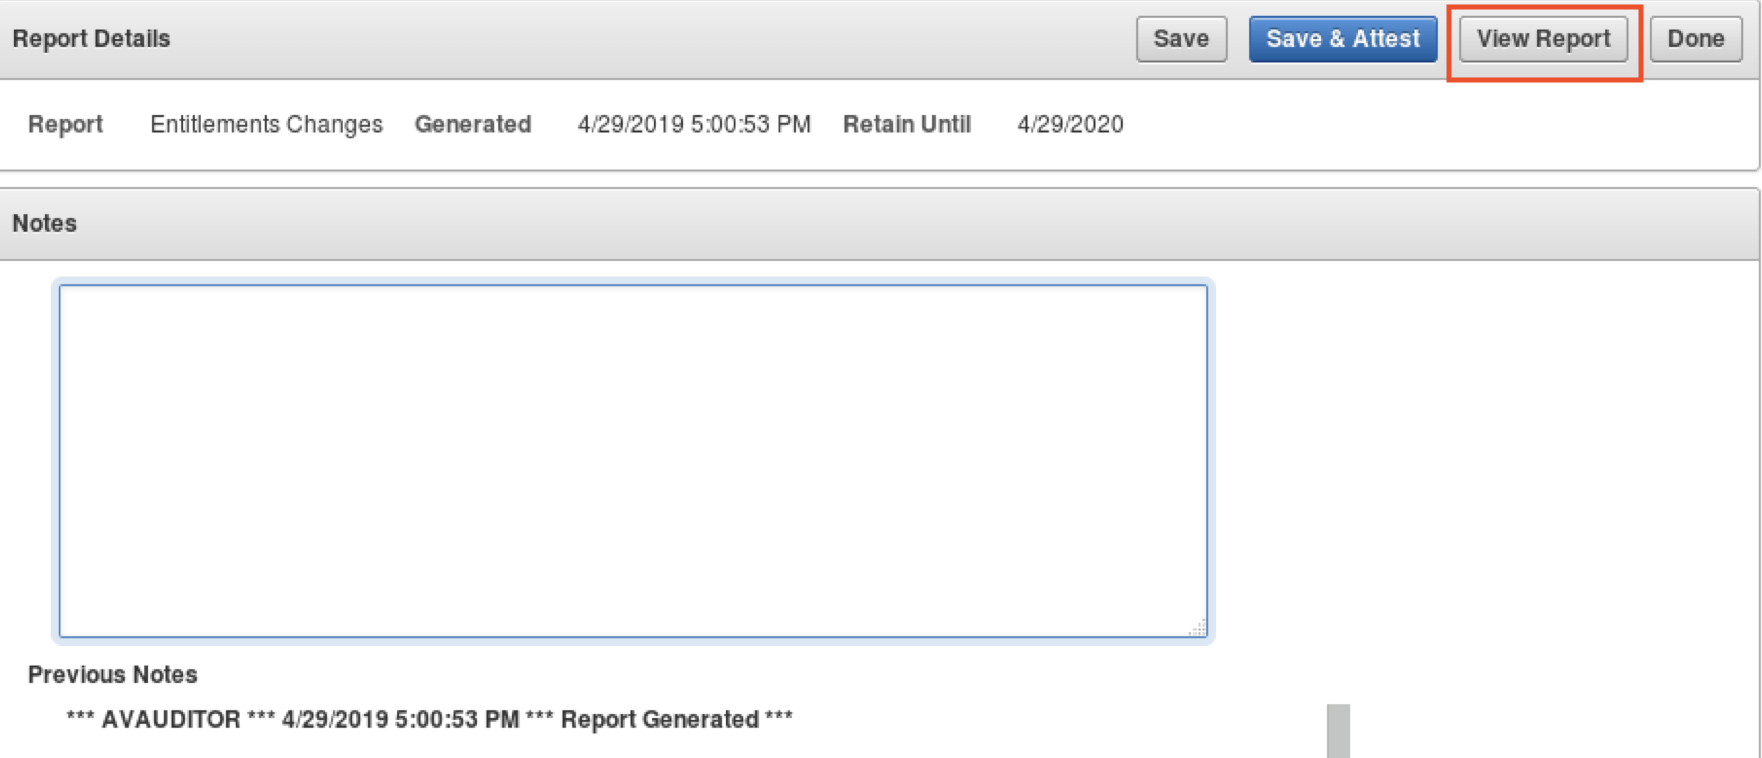 Report Details Save Save & Attest View Report Done
Report Entitlements Changes Generated 4/29/2019 5:00:53 PM Retain Until 4/29/2020
Notes
Previous Notes
*** AVAUDITOR *** 4/29/2019 5:00:53 PM *** Report Generated ***